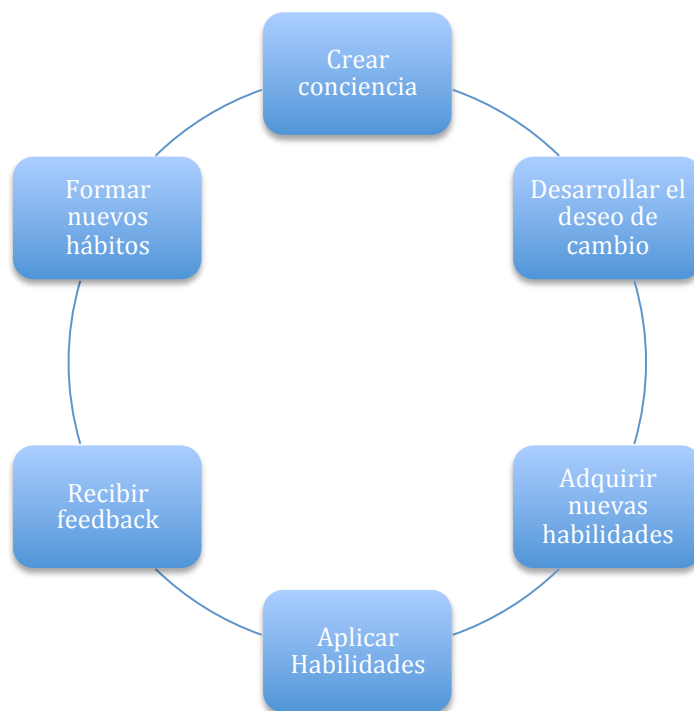 Crear
conciencia
Desarrollar el
deseo de
cambio
Adquirir
nuevas
habilidades
Aplicar
Habilidades
Recibir
feedback
Formar
nuevos
hábitos